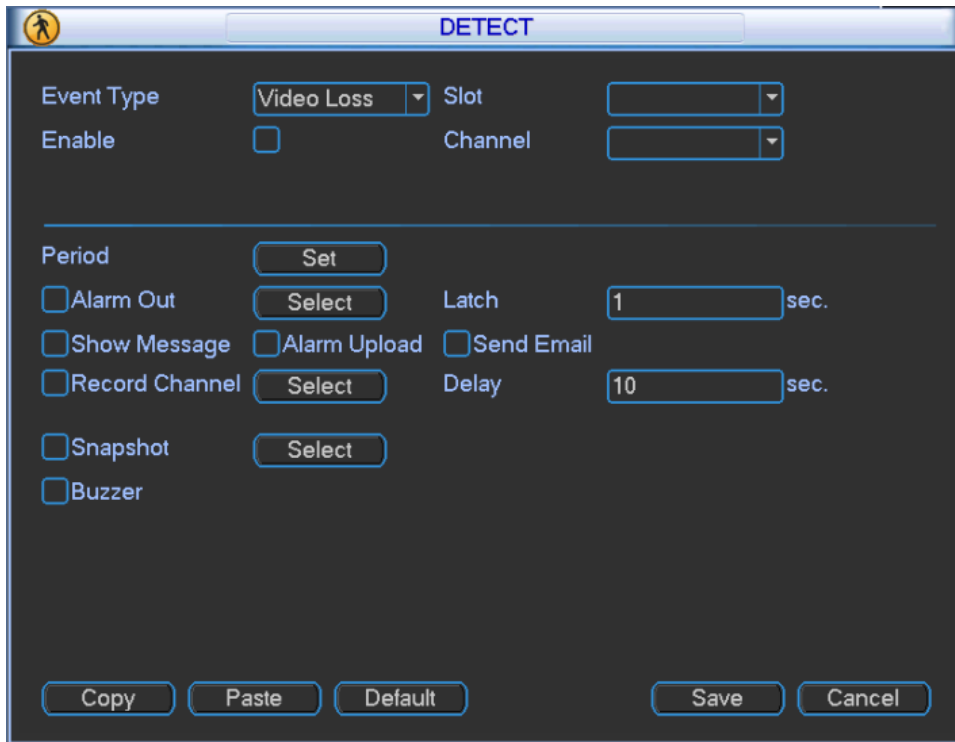 DETECT
Event Type Video Loss Slot
Enable Channel
Period Set
Alarm Out Select Latch 1 sec.
Show Message Alarm Upload Send Email
Record Channel Select Delay 10 sec.
Snapshot Select
Buzzer
Copy Paste Default Save Cancel